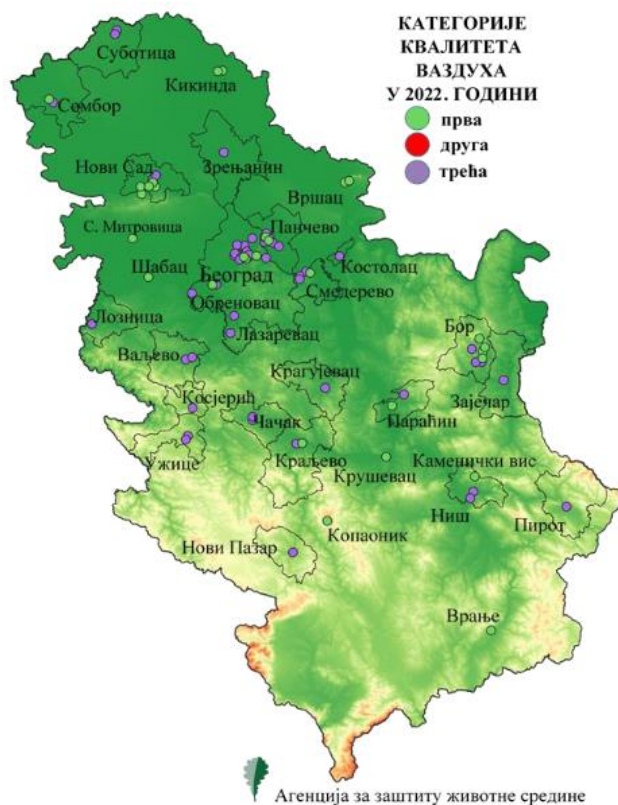 КАТЕГОРИЈЕ
КВАЛИТЕТА
ВАЗДУХА
У 2022. ГОДИНИ
прва
друга
трећа
Суботица
Кикинда
Сомбор
Нови Сад
Зрењанин
Вршац
С. Митровица
Панчево
Шабац
Београд
Костолац
Смедерево
Обреновац
Лозница
Лазаревац
Бор
Ваљево
Крагујевац
Зајечар
Косјерић
Чачак
Параћин
Ужице
Краљево
Крушевац
Каменички вис
Ниш
Пирот
Копаоник
Нови Пазар
Врање
Агенција за заштиту животне средине